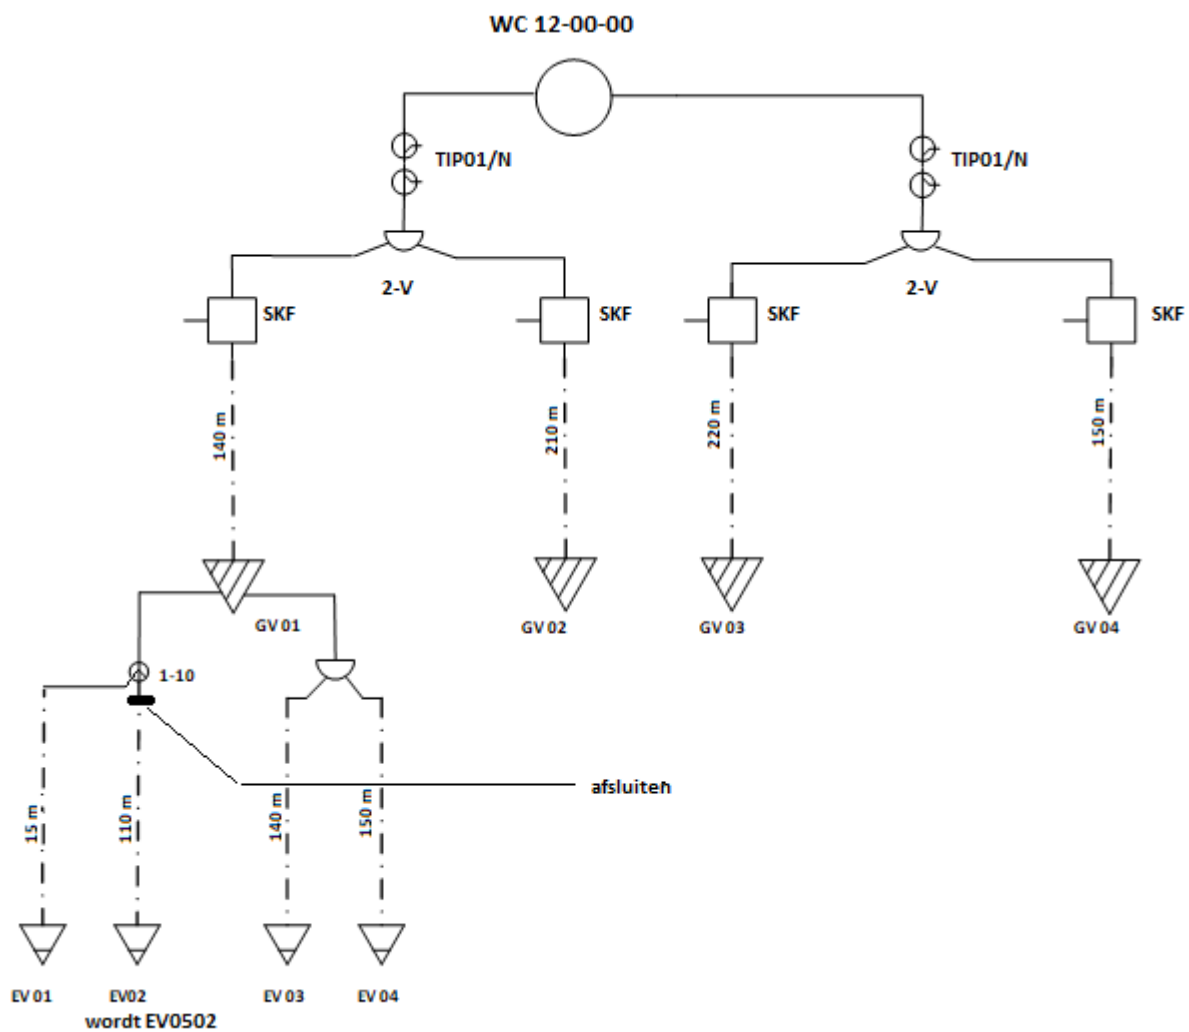 WC 12-00-00
TIP01/N
TIP01/N
2-V
2-V
SKF
SKF
SKF
SKF
140 m
210 m
220 m
150 m
GV 01
GV 02
GV 03
GV 04
1-10
afsluiten
15 m
110 m
140 m
150 m
EV 01
EV02
EV 03
EV 04
wordt EV0502